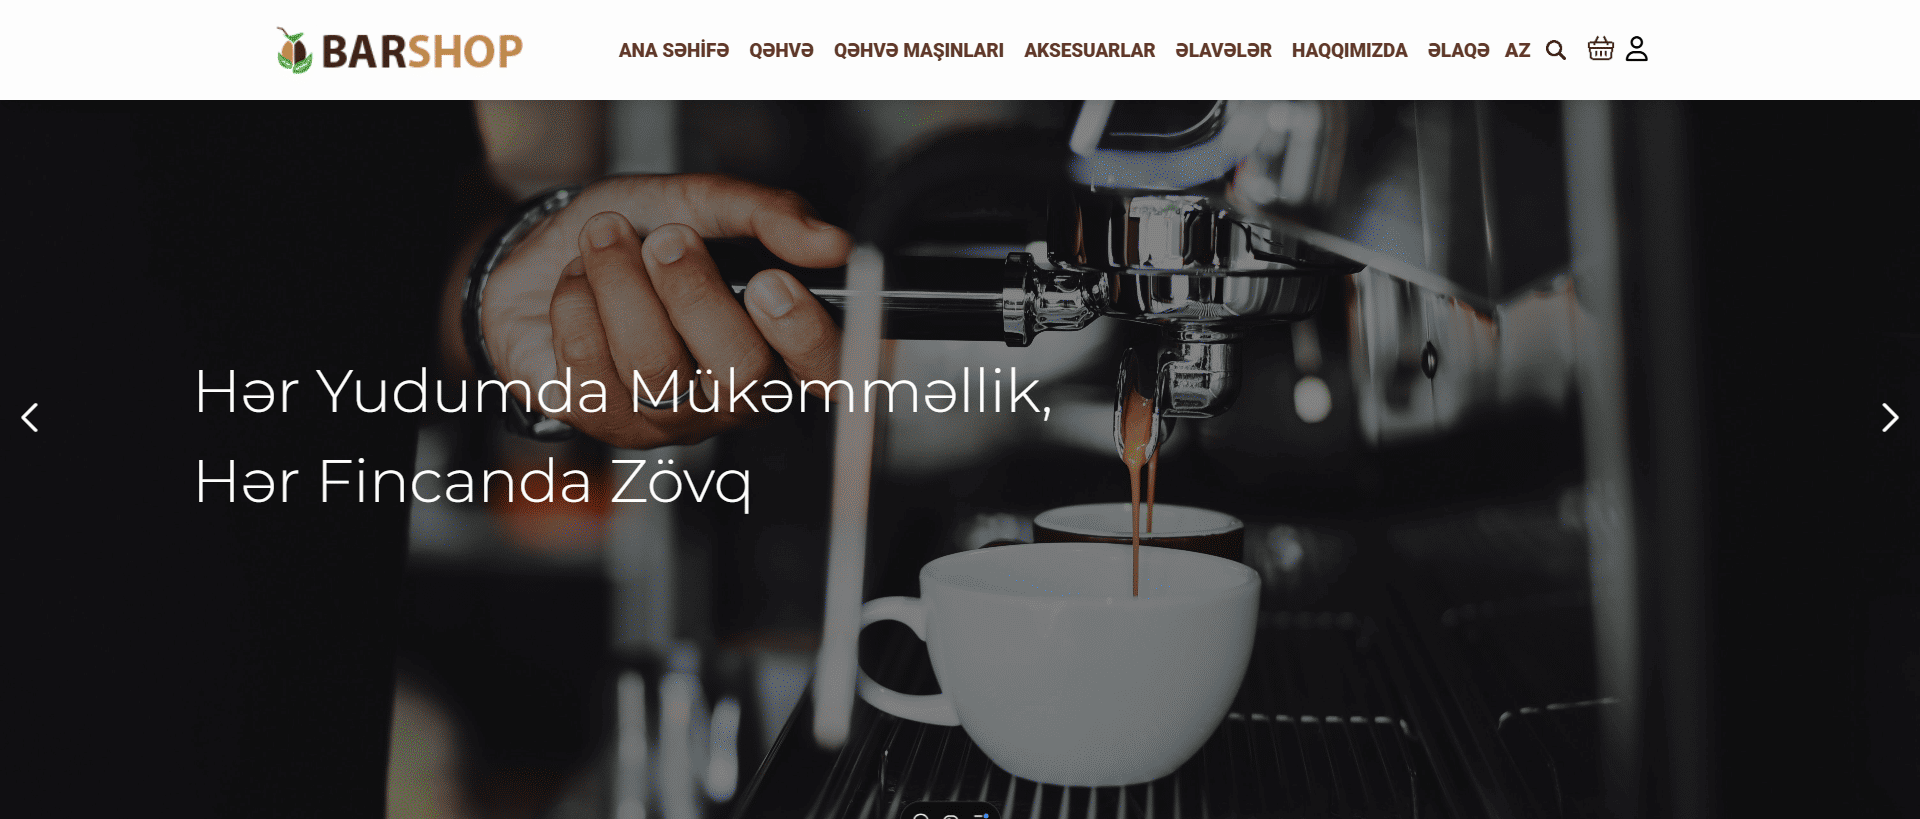 BARSHOP
ANA SƏHİFƏ QƏHVƏ QƏHVƏ MAŞINLARI AKSESUARLAR ƏLAVƏLƏR HAQQIMIZDA ƏLAQƏ AZ
Hər Yudumda Mükəmməllik,
Hər Fincanda Zövq